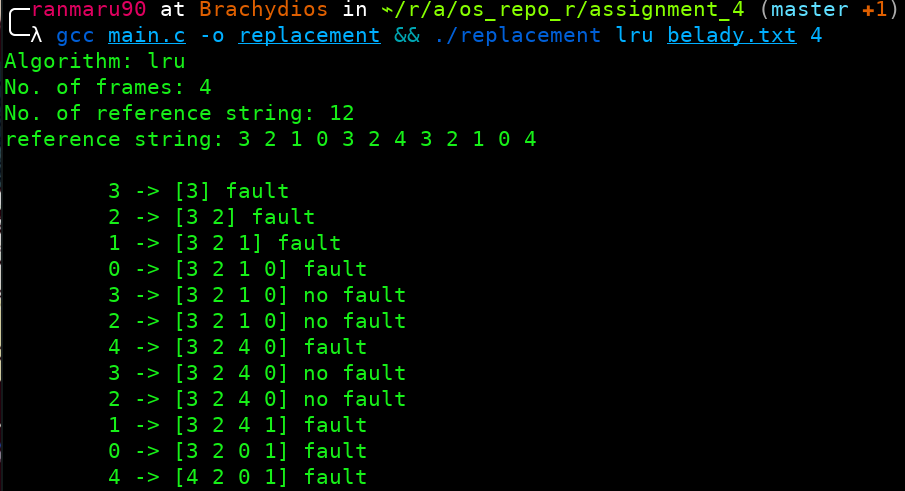 ranmaru90 at Brachydios in ~/r/a/os_repo_r/assignment_4 (master +1)
λ gcc main.c -o replacement && ./replacement lru belady.txt 4
Algorithm: lru
No. of frames: 4
No. of reference string: 12
reference string: 3 2 1 0 3 2 4 3 2 1 0 4
3 -> [3] fault
2 -> [3 2] fault
1 -> [3 2 1] fault
0 -> [3 2 1 0] fault
3 -> [3 2 1 0] no fault
2 -> [3 2 1 0] no fault
4 -> [3 2 4 0] fault
3 -> [3 2 4 0] no fault
2 -> [3 2 4 0] no fault
1 -> [3 2 4 1] fault
0 -> [3 2 0 1] fault
4 -> [4 2 0 1] fault